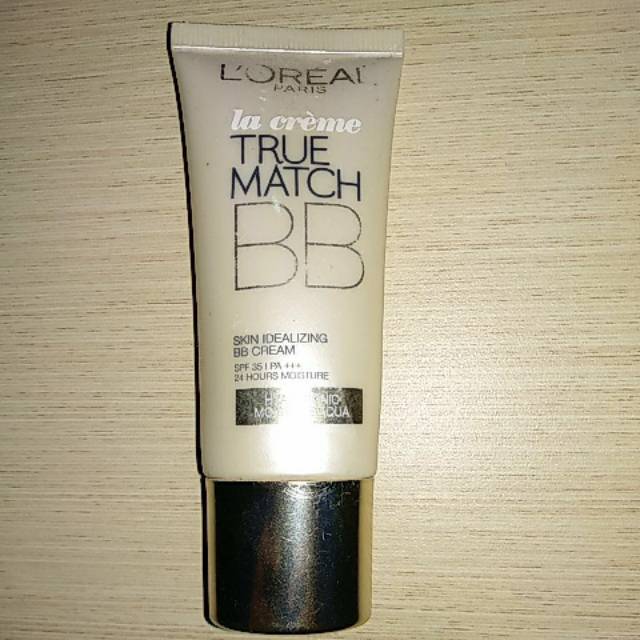 L'ORÉAL
PARIS
la crème
TRUE
MATCH
BB
SKIN IDEALIZING
BB CREAM
SPF 35 | PA +++
24 HOURS MOISTURE